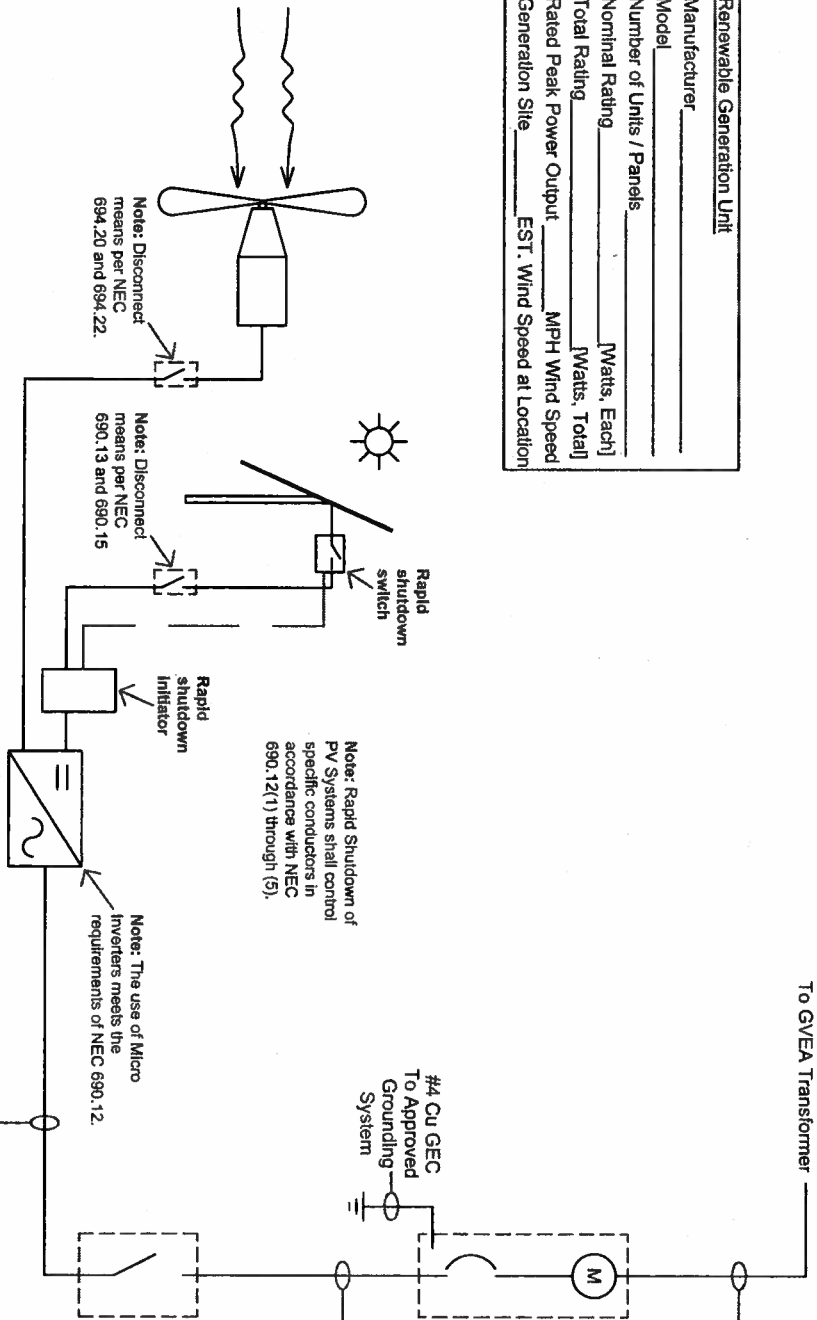 Renewable Generation Unit
Manufacturer
Model
Number of Units / Panels
Nominal Rating [Watts, Each]
Total Rating [Watts, Total]
Rated Peak Power Output MPH Wind Speed
Generation Site EST. Wind Speed at Location
To GVEA Transformer
Rapid
shutdown
switch
#4 Cu GEC
To Approved
Grounding
System
M
Note: Rapid Shutdown of
PV Systems shall control
specific conductors in
accordance with NEC
690.12(1) through (5).
Note: Disconnect
means per NEC
694.20 and 694.22.
Note: Disconnect
means per NEC
690.13 and 690.15
Rapid
shutdown
initiator
Note: The use of Micro
Inverters meets the
requirements of NEC 690.12.